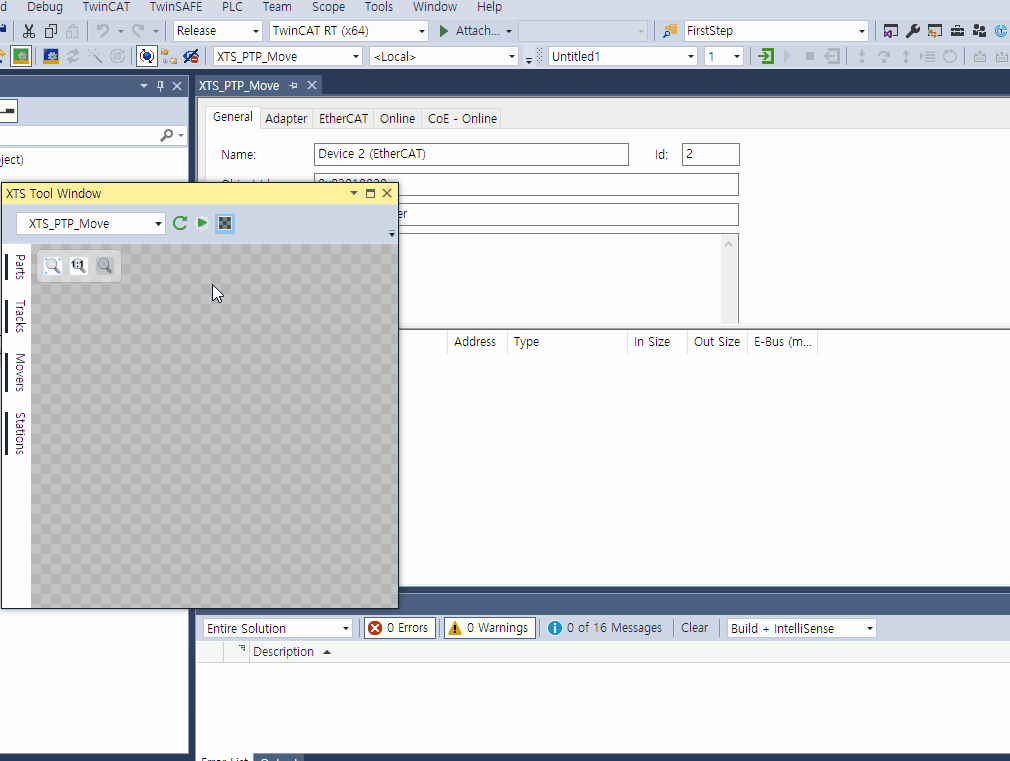 d Debug TwinCAT TwinSAFE PLC Team Scope Tools Window Help
Release TwinCAT RT (x64) Attach... FirstStep
XTS_PTP_Move <Local> Untitled1 1
XTS_PTP_Move
General Adapter EtherCAT Online CoE - Online
Name: Device 2 (EtherCAT) Id: 2
ject)
XTS Tool Window
er
XTS_PTP_Move
1:1
Parts
Tracks
Movers
Stations
Address Type In Size Out Size E-Bus (m...
Entire Solution 0 Errors 0 Warnings 0 of 16 Messages Clear Build + IntelliSense
Description